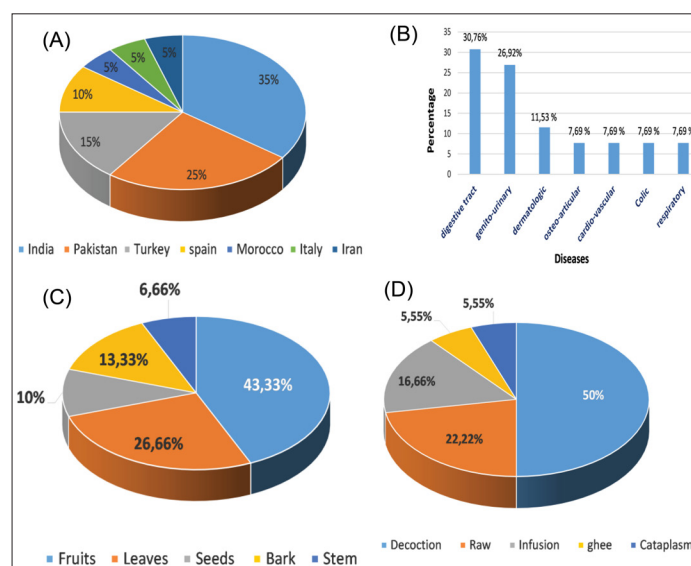 (A)
5%
5%
5%
10%
15%
25%
35%
India Pakistan Turkey spain Morocco Italy Iran
(B)
Percentage
35
30
25
20
15
10
5
0
30,76%
26,92%
11,53 %
7,69 %
7,69 %
7,69 %
7,69 %
digestive tract
genito-urinary
dermatologic
osteo-articular
cardio-vascular
Colic
respiratory
Diseases
(C)
6,66%
13,33%
10%
26,66%
43,33%
Fruits Leaves Seeds Bark Stem
(D)
5,55%
5,55%
16,66%
22,22%
50%
Decoction Raw Infusion ghee Cataplasm